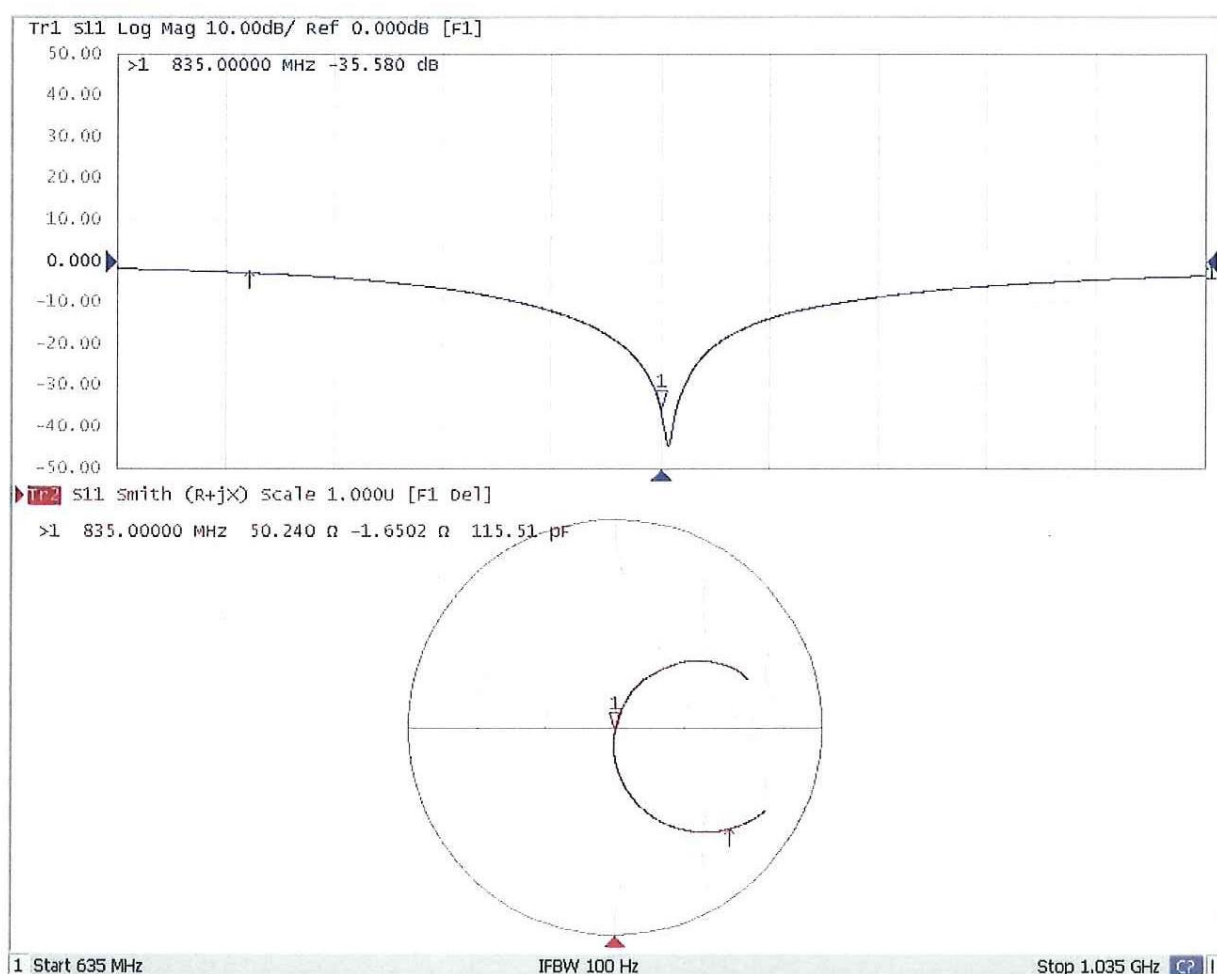 Tr1 S11 Log Mag 10.00dB/ Ref 0.000dB [F1]
50.00
>1 835.00000 MHz -35.580 dB
40.00
30.00
20.00
10.00
0.000
-10.00
-20.00
-30.00
1
-40.00
-50.00
Tr2 S11 Smith (R+jX) Scale 1.000U [F1 Del]
>1 835.00000 MHz 50.240 Ω -1.6502 Ω 115.51 pF
1
1 Start 635 MHz IFBW 100 Hz Stop 1.035 GHz C?